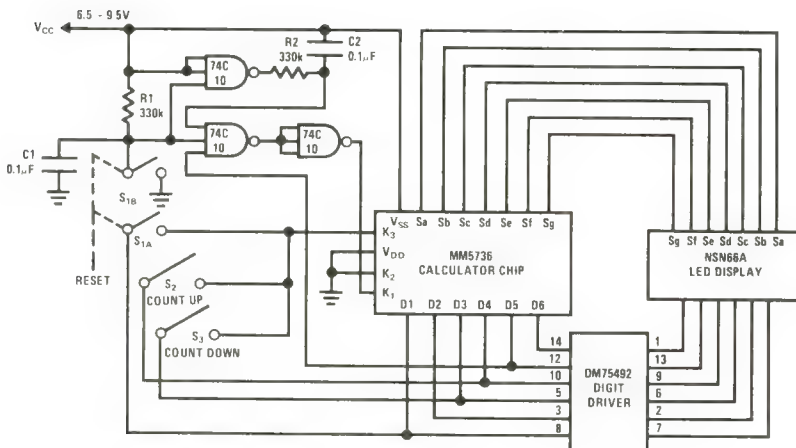 6.5 - 9.5V
VCC
R1
330k
C1
0.1µF
74C
10
R2
330k
C2
0.1µF
74C
10
74C
10
S1B
S1A
RESET
S2
COUNT UP
S3
COUNT DOWN
VSS Sa Sb Sc Sd Se Sf Sg
K3
VDD
K2
K1
MM5736
CALCULATOR CHIP
D1 D2 D3 D4 D5 D6
Sg Sf Se Sd Sc Sb Sa
NSN66A
LED DISPLAY
14
12
10
5
3
8
DM75492
DIGIT
DRIVER
1
13
9
6
2
7